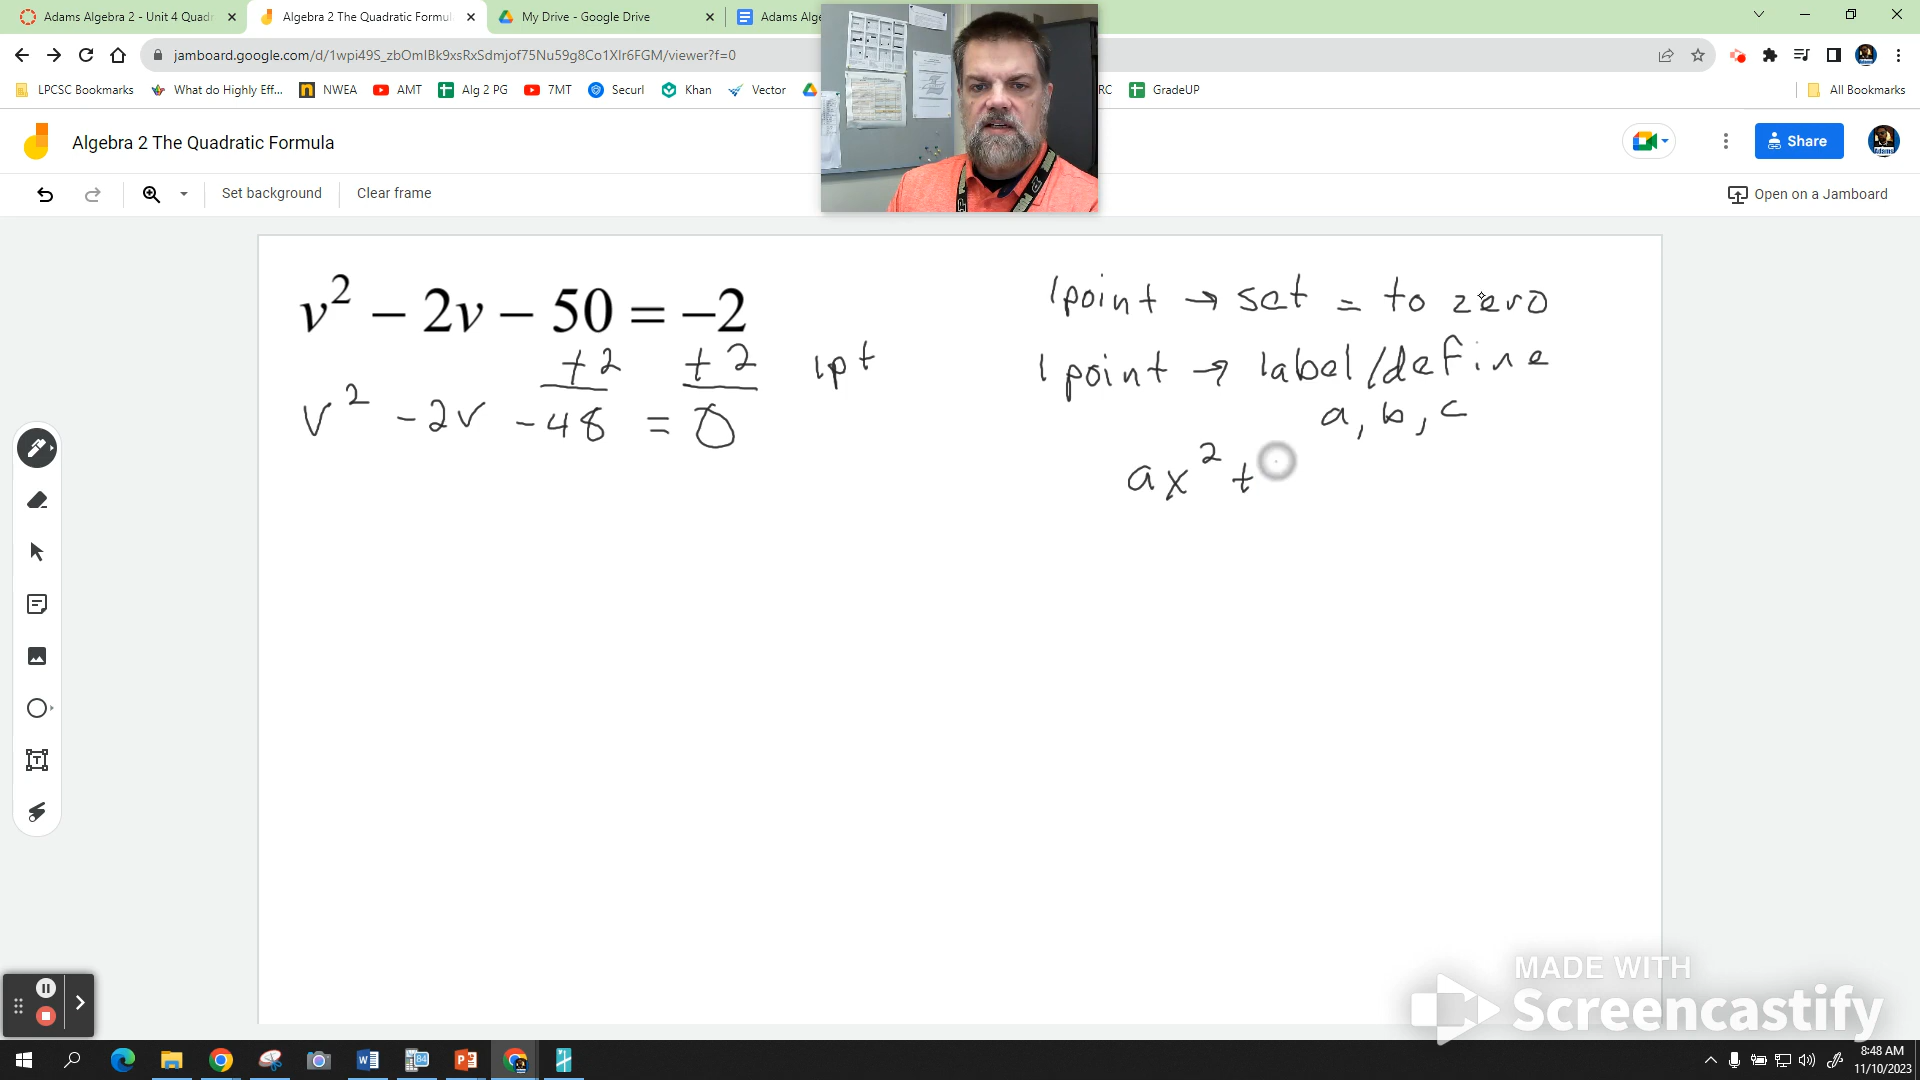 Adams Algebra 2 - Unit 4 Quadr
Algebra 2 The Quadratic Formul
My Drive - Google Drive
Adams Alge
jamboard.google.com/d/1wpi49S_zbOmIBk9xsRxSdmjof75Nu59g8Co1XIr6FGM/viewer?f=0
LPCSC Bookmarks What do Highly Eff... NWEA AMT Alg 2 PG 7MT Securl Khan Vector RC GradeUP All Bookmarks
Algebra 2 The Quadratic Formula
Share
Set background Clear frame Open on a Jamboard
v² − 2v − 50 = −2
+2 +2 1pt
v² -2v -48 = 0
1point → set = to zero
1 point → label/define
a, b, c
ax² +
MADE WITH
Screencastify
8:48 AM
11/10/2023